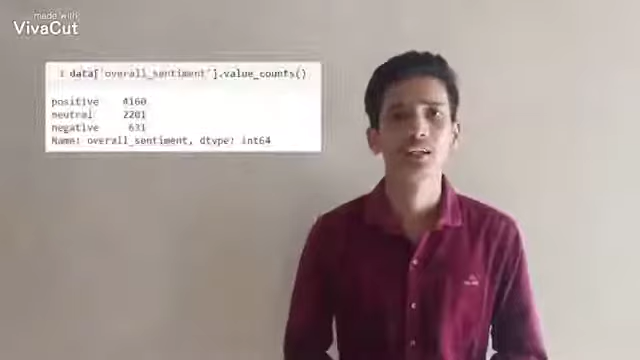 made with
VivaCut
1 data['overall_sentiment'].value_counts()
positive 4160
neutral 2201
negative 631
Name: overall_sentiment, dtype: int64